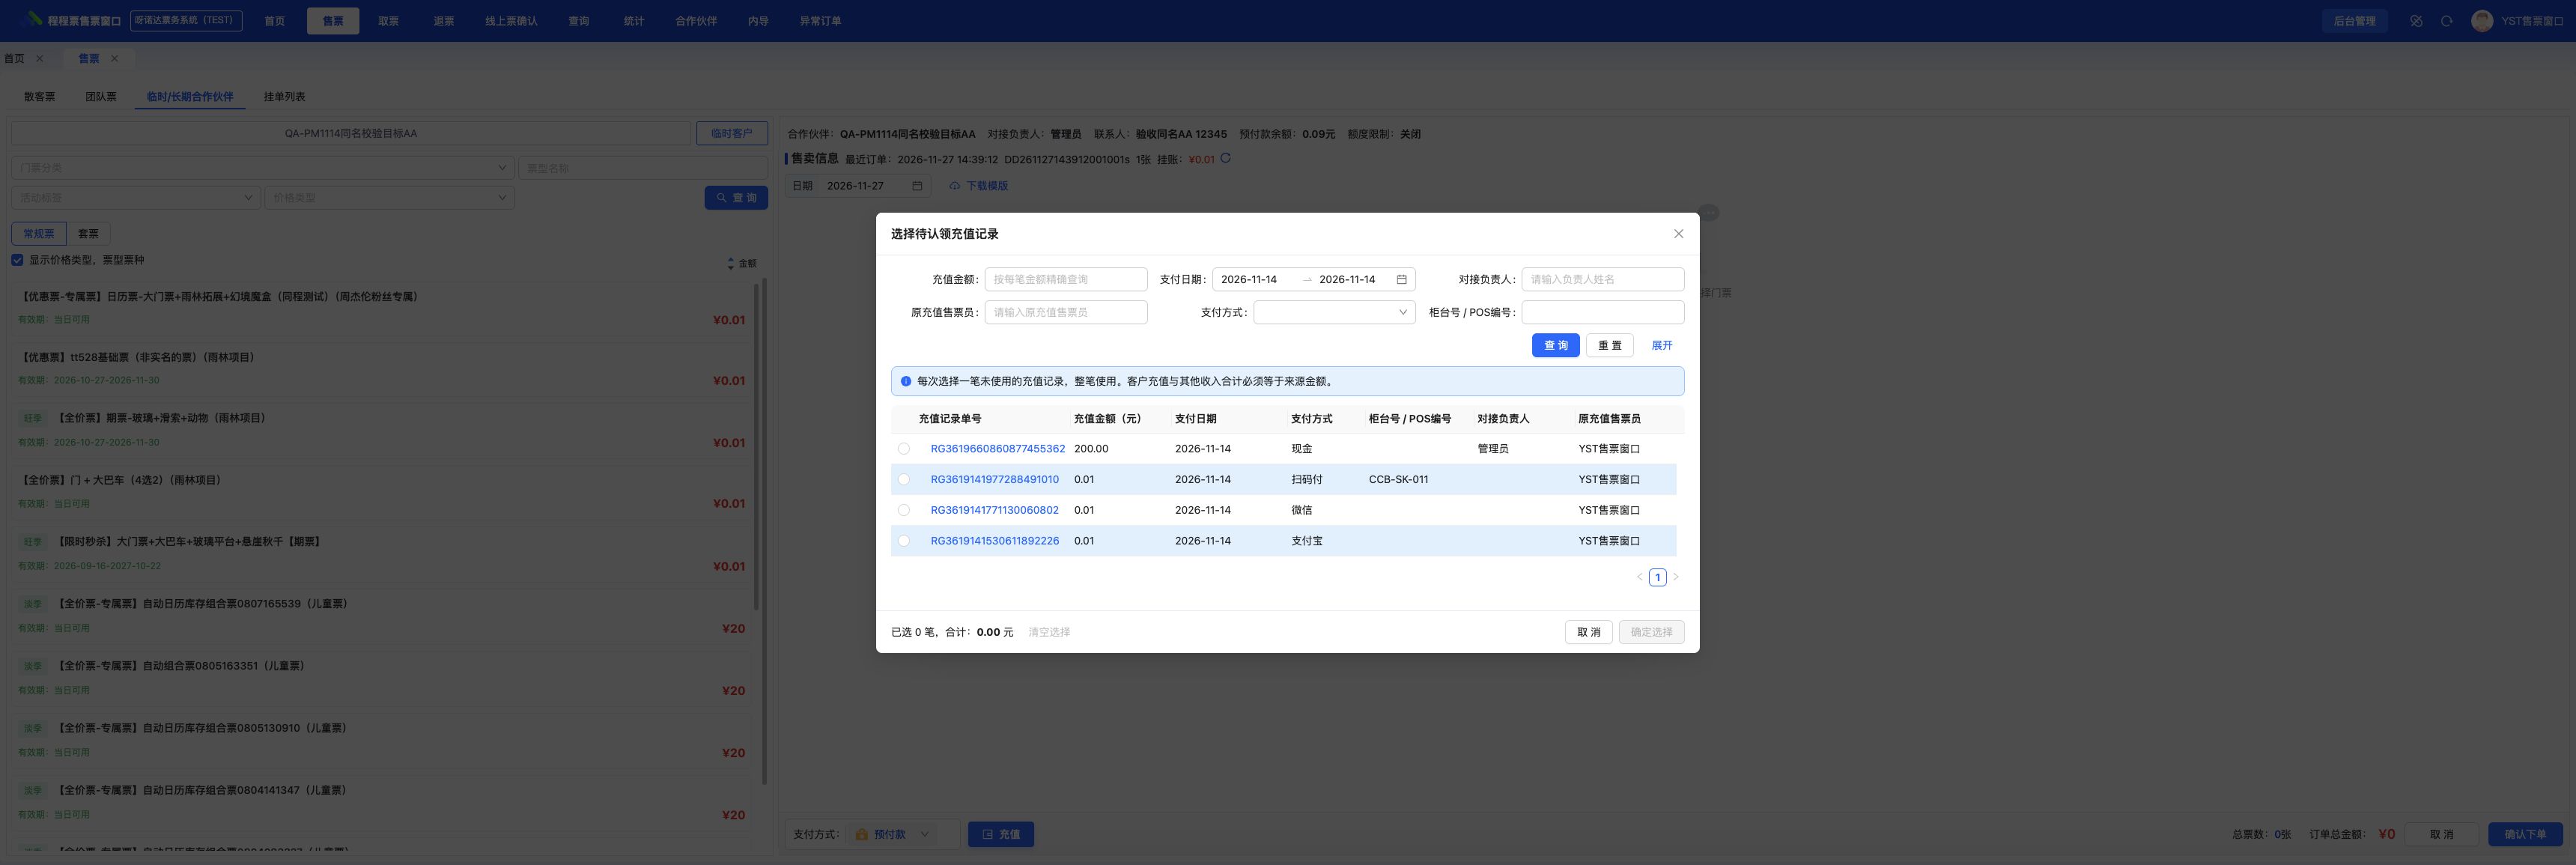 程程票售票窗口 呀诺达票务系统（TEST） 首页 售票 取票 退票 线上票确认 查询 统计 合作伙伴 内导 异常订单 后台管理 YST售票窗口
首页 售票
散客票 团队票 临时/长期合作伙伴 挂单列表
QA-PM1114同名校验目标AA 临时客户
门票分类 票型名称
活动标签 价格类型 查 询
常规票 套票
显示价格类型，票型票种 金额
【优惠票-专属票】日历票-大门票+雨林拓展+幻境魔盒（同程测试）（周杰伦粉丝专属）
有效期：当日可用 ¥0.01
【优惠票】tt528基础票（非实名的票）（雨林项目）
有效期：2026-10-27-2026-11-30 ¥0.01
旺季 【全价票】期票-玻璃+滑索+动物（雨林项目）
有效期：2026-10-27-2026-11-30 ¥0.01
【全价票】门 + 大巴车（4选2）（雨林项目）
有效期：当日可用 ¥0.01
旺季 【限时秒杀】大门票+大巴车+玻璃平台+悬崖秋千【期票】
有效期：2026-09-16-2027-10-22 ¥0.01
淡季 【全价票-专属票】自动日历库存组合票0807165539（儿童票）
有效期：当日可用 ¥20
淡季 【全价票-专属票】自动组合票0805163351（儿童票）
有效期：当日可用 ¥20
淡季 【全价票-专属票】自动日历库存组合票0805130910（儿童票）
有效期：当日可用 ¥20
淡季 【全价票-专属票】自动日历库存组合票0804141347（儿童票）
有效期：当日可用 ¥20
合作伙伴：QA-PM1114同名校验目标AA 对接负责人：管理员 联系人：验收同名AA 12345 预付款余额：0.09元 额度限制：关闭
售卖信息 最近订单：2026-11-27 14:39:12 DD261127143912001001s 1张 挂账：¥0.01
日期 2026-11-27 下载模版
选择待认领充值记录
充值金额： 按每笔金额精确查询 支付日期： 2026-11-14 → 2026-11-14 对接负责人： 请输入负责人姓名
原充值售票员： 请输入原充值售票员 支付方式： 柜台号 / POS编号：
查 询 重 置 展开
每次选择一笔未使用的充值记录，整笔使用。客户充值与其他收入合计必须等于来源金额。
充值记录单号 充值金额（元） 支付日期 支付方式 柜台号 / POS编号 对接负责人 原充值售票员
RG3619660860877455362 200.00 2026-11-14 现金 管理员 YST售票窗口
RG3619141977288491010 0.01 2026-11-14 扫码付 CCB-SK-011 YST售票窗口
RG3619141771130060802 0.01 2026-11-14 微信 YST售票窗口
RG3619141530611892226 0.01 2026-11-14 支付宝 YST售票窗口
1
已选 0 笔，合计：0.00 元 清空选择 取 消 确定选择
择门票
支付方式： 预付款 充值 总票数：0张 订单总金额： ¥0 取 消 确认下单